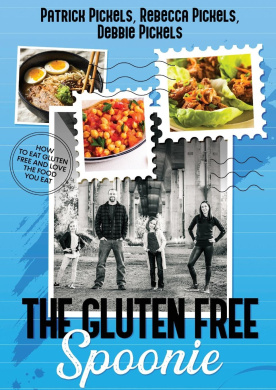 Patrick Pickels, Rebecca Pickels,
Debbie Pickels
HOW
TO EAT GLUTEN
FREE AND LOVE
THE FOOD
YOU EAT
THE GLUTEN FREE
Spoonie